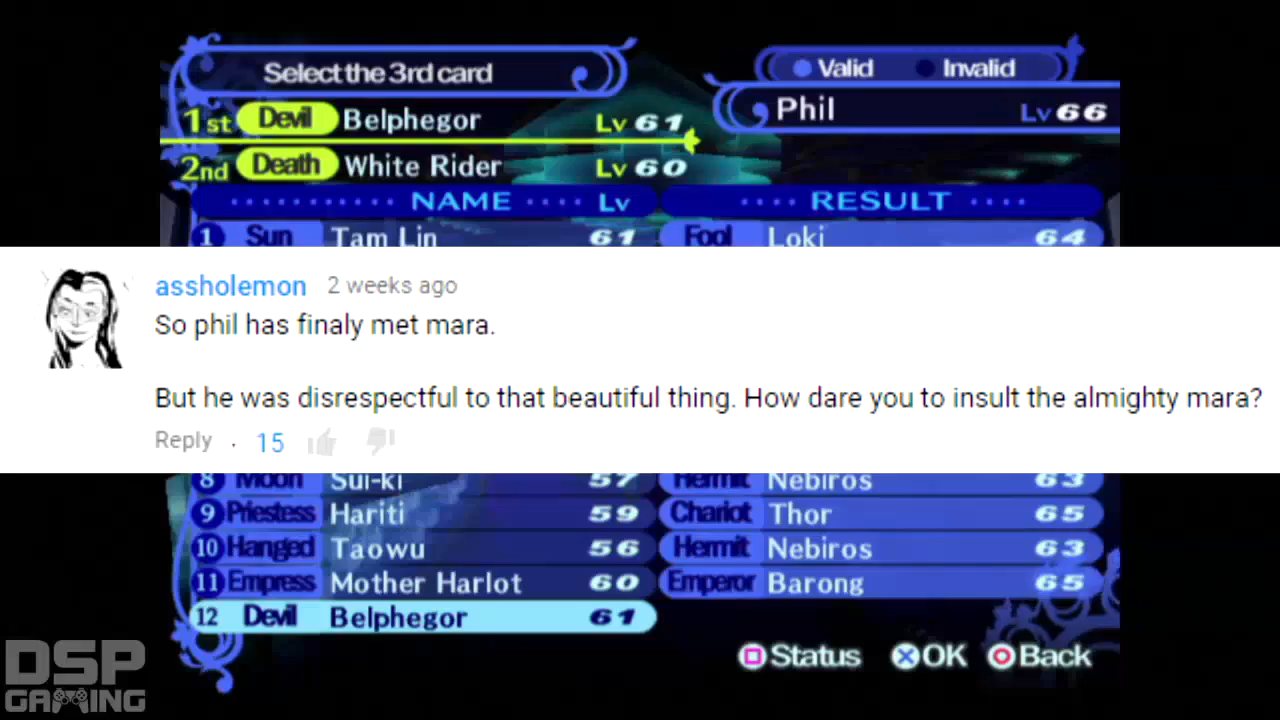 Select the 3rd card
Valid Invalid
1st Devil Belphegor Lv 61
Phil Lv 66
2nd Death White Rider Lv 60
NAME Lv RESULT
1 Sun Tam Lin 61 Fool Loki 64
assholemon 2 weeks ago
So phil has finaly met mara.
But he was disrespectful to that beautiful thing. How dare you to insult the almighty mara?
Reply . 15
8 Moon Sui-ki 57 Hermit Nebiros 63
9 Priestess Hariti 59 Chariot Thor 65
10 Hanged Taowu 56 Hermit Nebiros 63
11 Empress Mother Harlot 60 Emperor Barong 65
12 Devil Belphegor 61
Status OK Back
DSP
GAMING